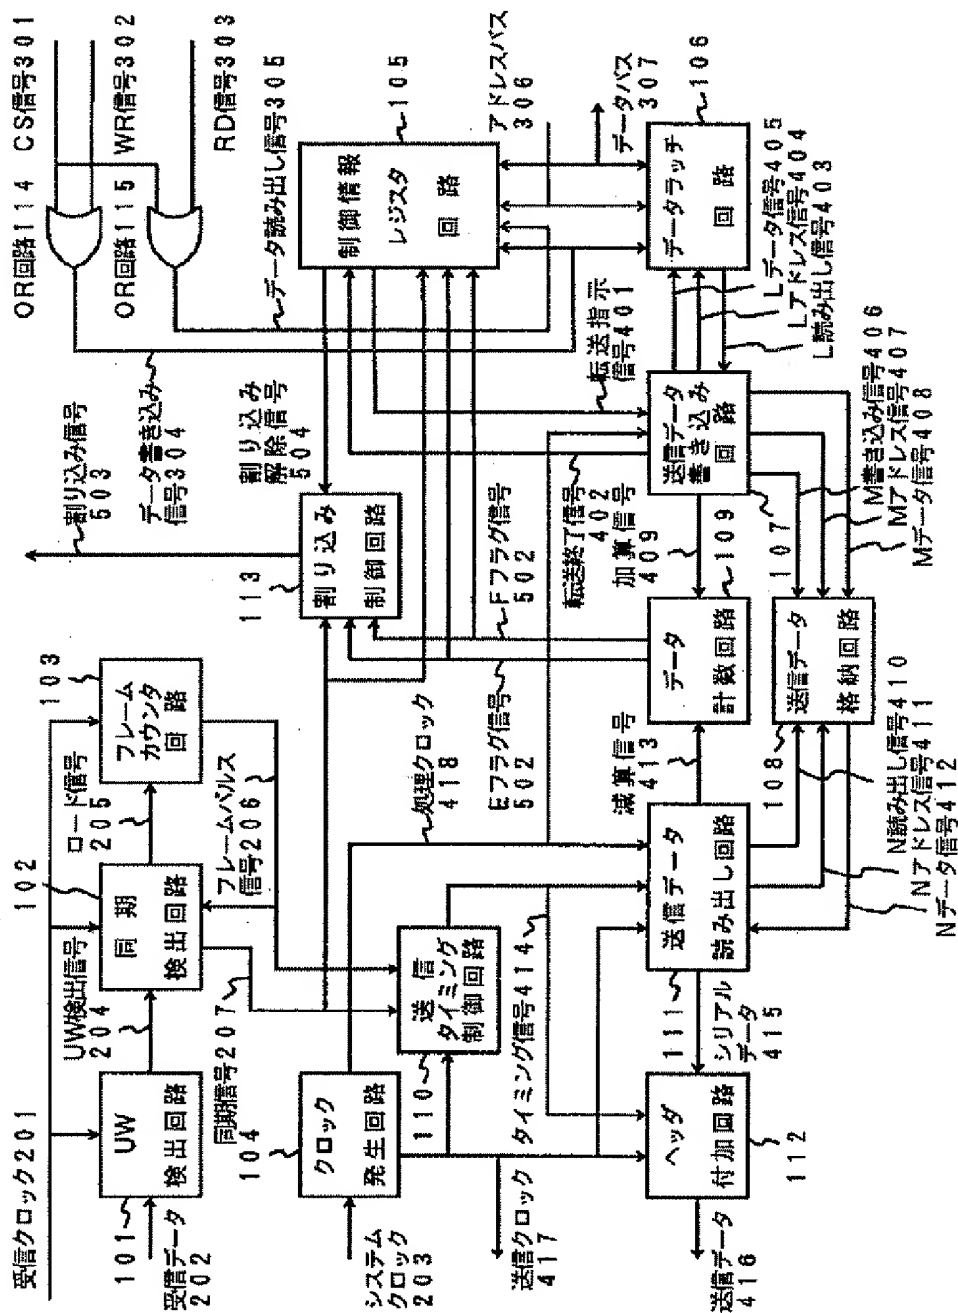 受信クロック201
101
UW
検出回路
受信データ
202
UW検出信号
204
102
同期
検出回路
同期信号207
ロード信号
205
103
フレーム
カウンタ
回路
フレームパルス
信号206
104
システム
クロック
203
クロック
発生回路
110
送信
タイミング
制御回路
送信クロック
417
タイミング信号414
処理クロック
418
Eフラグ信号
502
Fフラグ信号
502
113
割り込み
制御回路
割り込み信号
503
データ書き込み
信号304
割り込み
解除信号
504
OR回路114
CS信号301
OR回路115
WR信号302
RD信号303
データ読み出し信号305
制御情報
レジスタ
回路
105
アドレスバス
306
データバス
307
データラッチ
回路
106
Lデータ信号405
Lアドレス信号404
L読み出し信号403
転送指示
信号401
送信データ
書き込み
回路
107
転送終了信号
402
加算信号
409
M書き込み信号406
Mアドレス信号407
Mデータ信号408
データ
計数回路
109
減算信号
413
送信データ
格納回路
108
N読み出し信号410
Nアドレス信号411
Nデータ信号412
送信データ
読み出し回路
111
シリアル
データ
415
ヘッダ
付加回路
112
送信データ
416